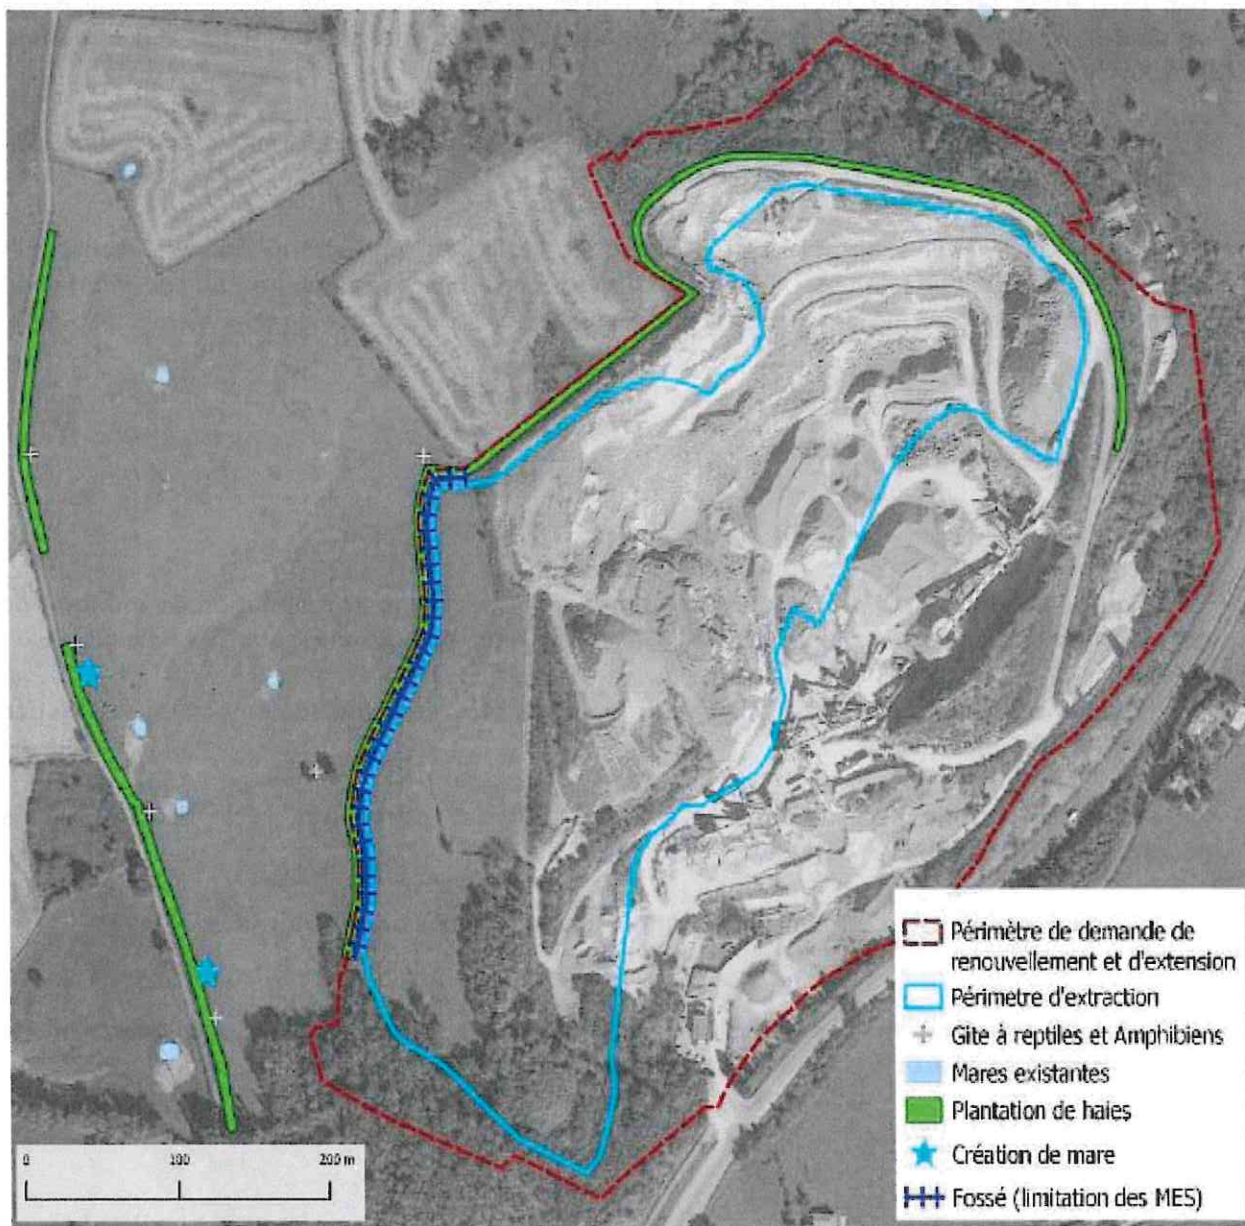 Périmètre de demande de
renouvellement et d'extension
Périmetre d'extraction
Gite à reptiles et Amphibiens
Mares existantes
Plantation de haies
Création de mare
Fossé (limitation des MES)
0 100 200 m